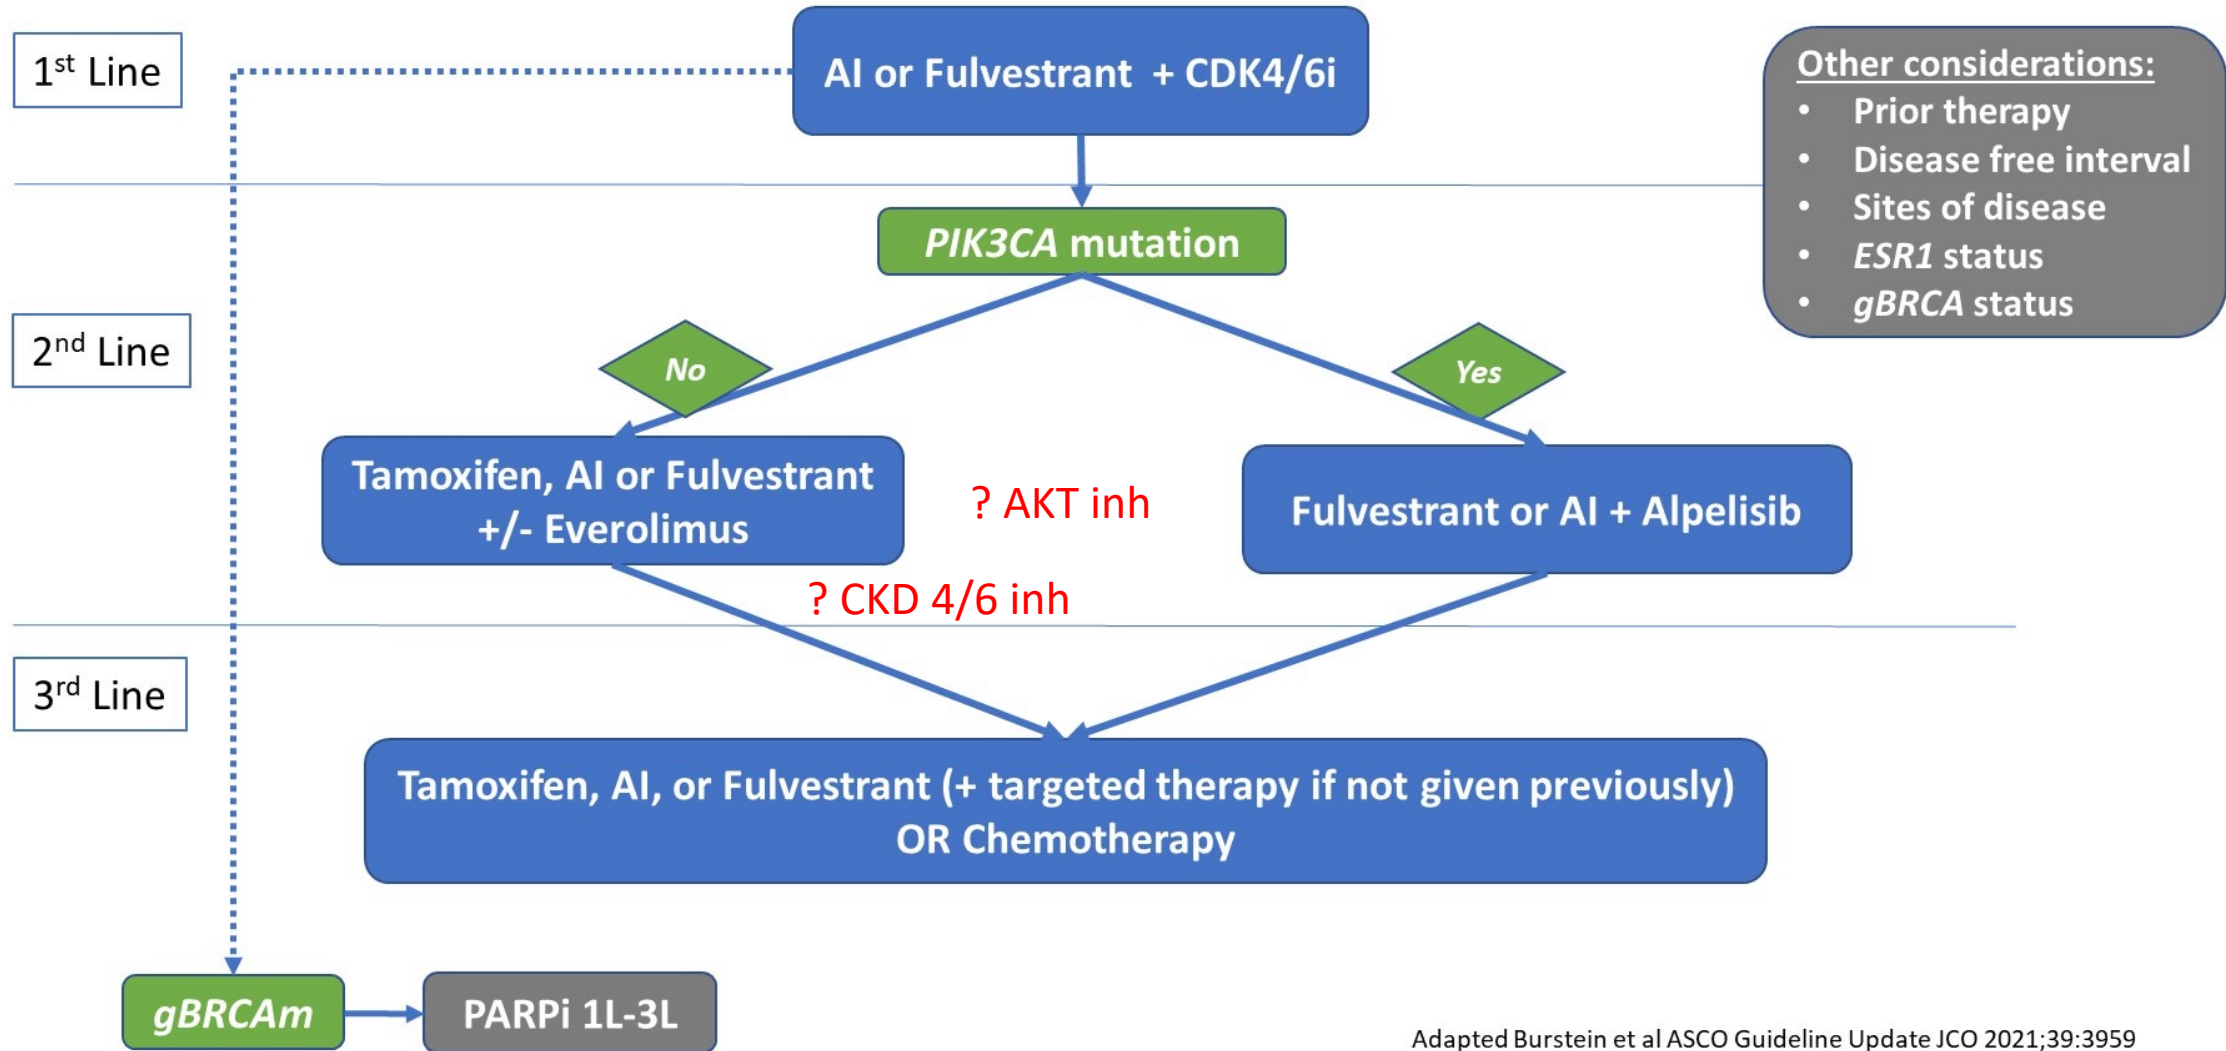 1st Line
AI or Fulvestrant + CDK4/6i
Other considerations:
• Prior therapy
• Disease free interval
• Sites of disease
• ESR1 status
• gBRCA status
PIK3CA mutation
2nd Line
No
Yes
Tamoxifen, AI or Fulvestrant
+/- Everolimus
? AKT inh
Fulvestrant or AI + Alpelisib
? CKD 4/6 inh
3rd Line
Tamoxifen, AI, or Fulvestrant (+ targeted therapy if not given previously)
OR Chemotherapy
gBRCAm
PARPi 1L-3L
Adapted Burstein et al ASCO Guideline Update JCO 2021;39:3959